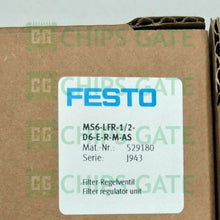 CHIPS GATE
FESTO
MS6-LFR-1/2-
D6-E-R-M-AS
Mat.-Nr.: 529180
Serie: J943
Filter-Regelventil
Filter regulator unit